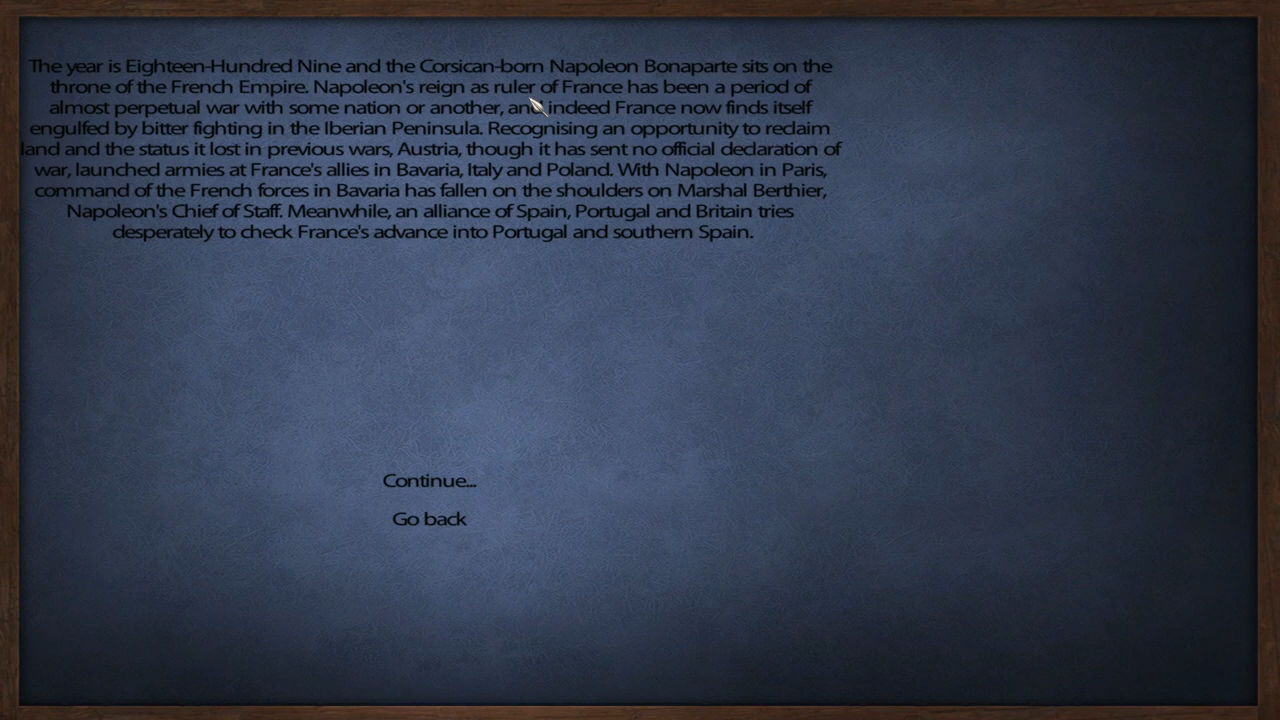 The year is Eighteen-Hundred Nine and the Corsican-born Napoleon Bonaparte sits on the
throne of the French Empire. Napoleon's reign as ruler of France has been a period of
almost perpetual war with some nation or another, and indeed France now finds itself
engulfed by bitter fighting in the Iberian Peninsula. Recognising an opportunity to reclaim
land and the status it lost in previous wars, Austria, though it has sent no official declaration of
war, launched armies at France's allies in Bavaria, Italy and Poland. With Napoleon in Paris,
command of the French forces in Bavaria has fallen on the shoulders on Marshal Berthier,
Napoleon's Chief of Staff. Meanwhile, an alliance of Spain, Portugal and Britain tries
desperately to check France's advance into Portugal and southern Spain.
Continue...
Go back